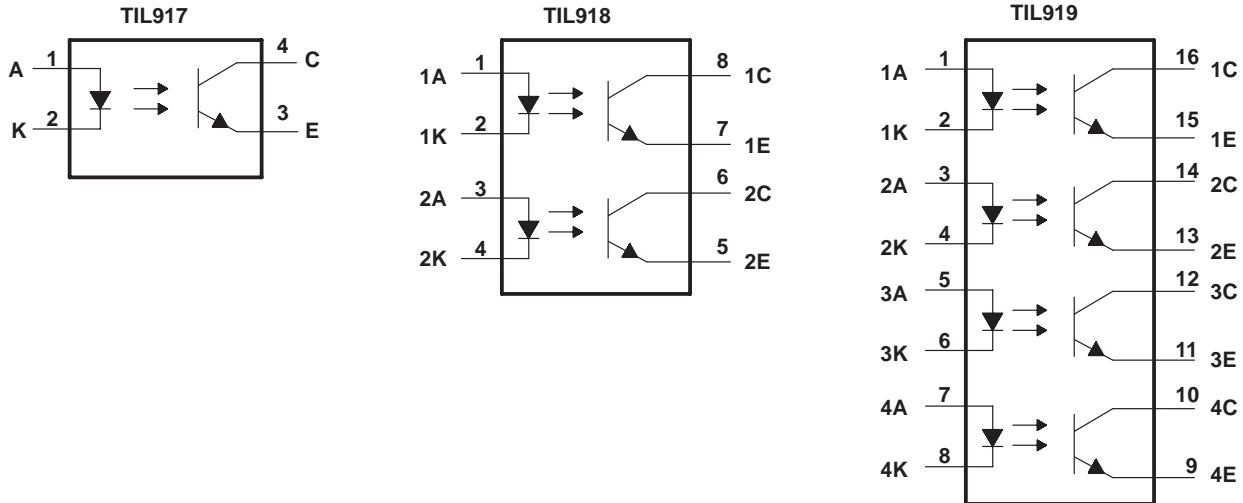 TIL917
A 1 4 C
K 2 3 E
TIL918
1A 1 8 1C
1K 2 7 1E
2A 3 6 2C
2K 4 5 2E
TIL919
1A 1 16 1C
1K 2 15 1E
2A 3 14 2C
2K 4 13 2E
3A 5 12 3C
3K 6 11 3E
4A 7 10 4C
4K 8 9 4E